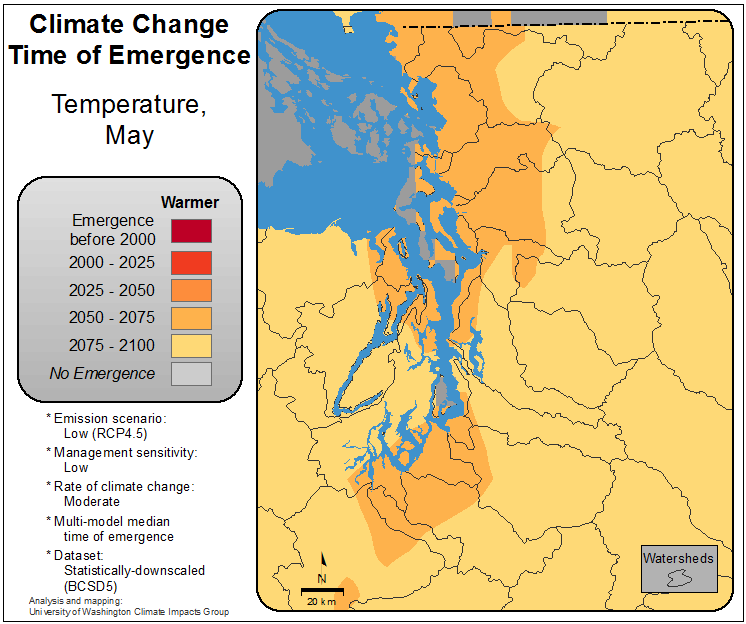 Climate Change
Time of Emergence
Temperature,
May
Warmer
Emergence
before 2000
2000 - 2025
2025 - 2050
2050 - 2075
2075 - 2100
No Emergence
* Emission scenario:
Low (RCP4.5)
* Management sensitivity:
Low
* Rate of climate change:
Moderate
* Multi-model median
time of emergence
* Dataset:
Statistically-downscaled
(BCSD5)
Analysis and mapping:
University of Washington Climate Impacts Group
N
20 km
Watersheds